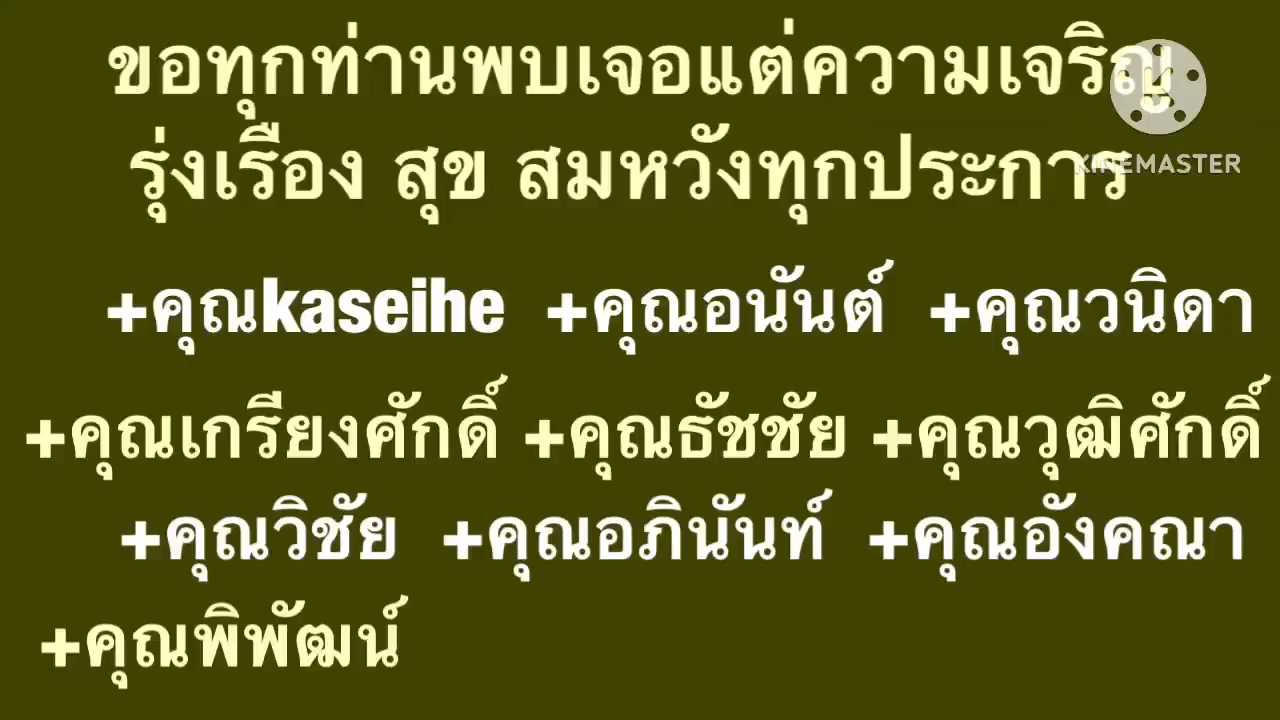 ขอทุกท่านพบเจอแต่ความเจริญ
รุ่งเรือง สุข สมหวังทุกประการ
KINEMASTER
+คุณkaseihe +คุณอนันต์ +คุณวนิดา
+คุณเกรียงศักดิ์ +คุณธัชชัย +คุณวุฒิศักดิ์
+คุณวิชัย +คุณอภินันท์ +คุณอังคณา
+คุณพิพัฒน์